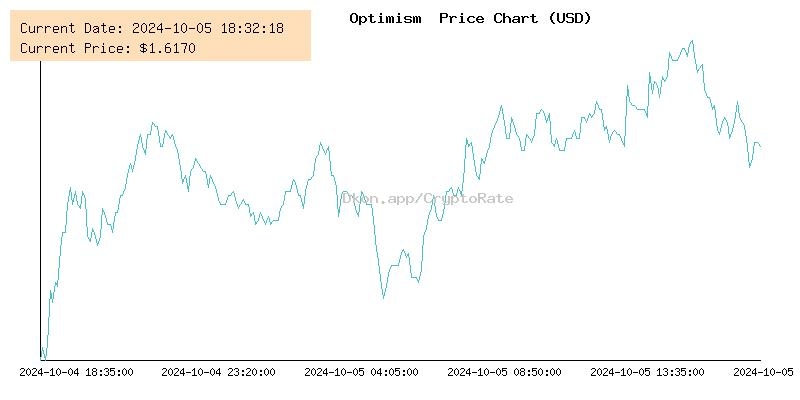 Optimism Price Chart (USD)
Current Date: 2024-10-05 18:32:18
Current Price: $1.6170
Dkon.app/CryptoRate
2024-10-04 18:35:00 2024-10-04 23:20:00 2024-10-05 04:05:00 2024-10-05 08:50:00 2024-10-05 13:35:00 2024-10-05